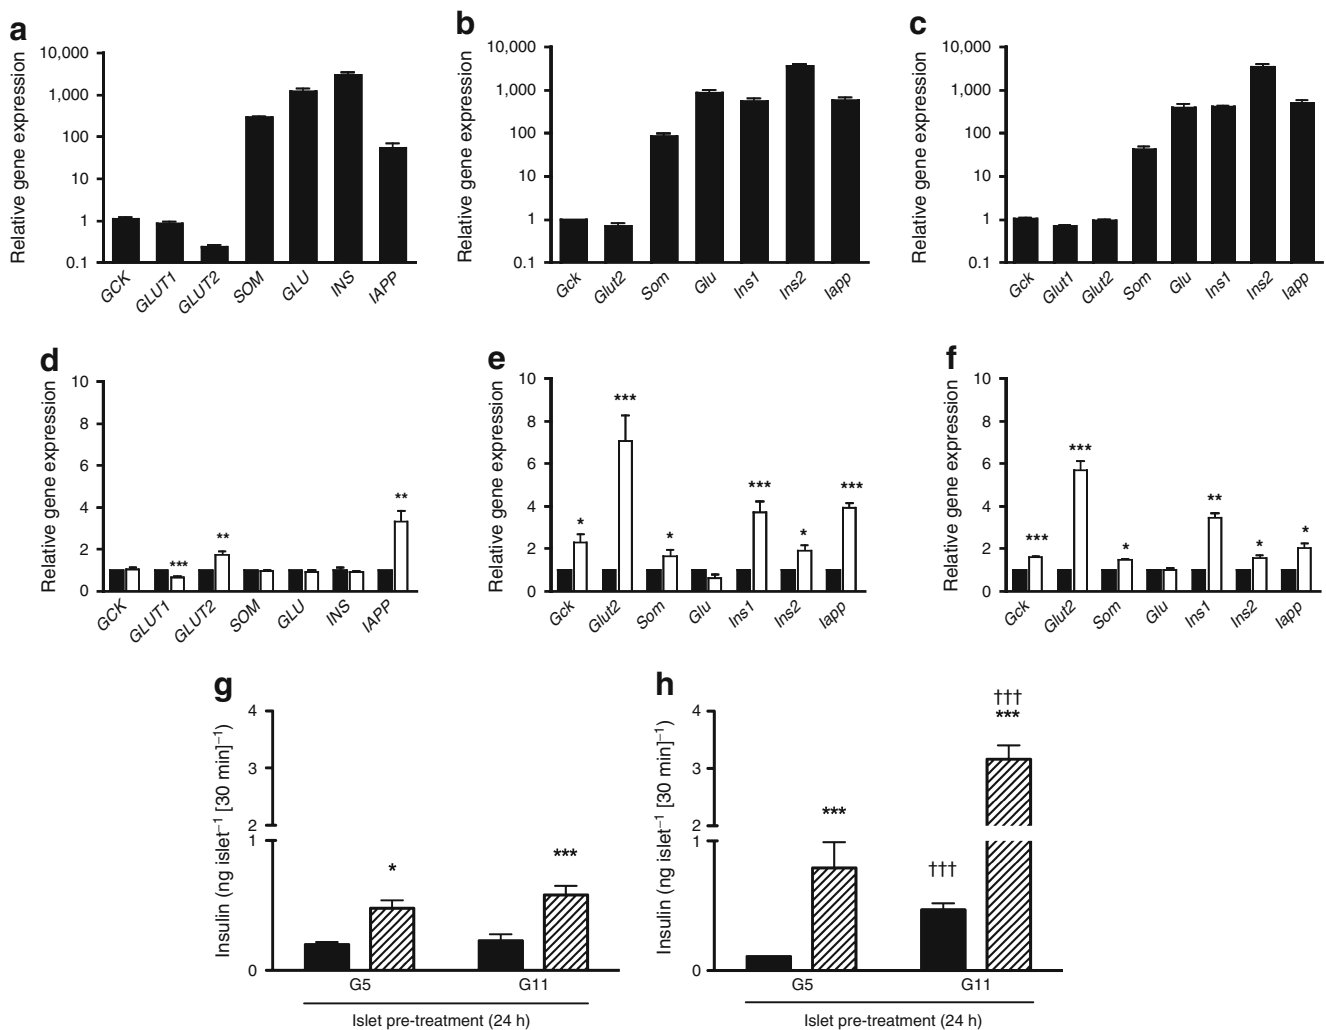 a
Relative gene expression
10,000
1,000
100
10
1
0.1
GCK
GLUT1
GLUT2
SOM
GLU
INS
IAPP
b
Relative gene expression
10,000
1,000
100
10
1
0.1
Gck
Glut2
Som
Glu
Ins1
Ins2
Iapp
c
Relative gene expression
10,000
1,000
100
10
1
0.1
Gck
Glut1
Glut2
Som
Glu
Ins1
Ins2
Iapp
d
Relative gene expression
10
8
6
4
2
0
***
**
**
GCK
GLUT1
GLUT2
SOM
GLU
INS
IAPP
e
Relative gene expression
10
8
6
4
2
0
*
***
*
***
*
***
Gck
Glut2
Som
Glu
Ins1
Ins2
Iapp
f
Relative gene expression
10
8
6
4
2
0
***
***
*
**
*
*
Gck
Glut2
Som
Glu
Ins1
Ins2
Iapp
g
Insulin (ng islet⁻¹ [30 min]⁻¹)
4
3
2
1
0
*
***
G5
G11
Islet pre-treatment (24 h)
h
Insulin (ng islet⁻¹ [30 min]⁻¹)
4
3
2
1
0
***
†††
†††
***
G5
G11
Islet pre-treatment (24 h)